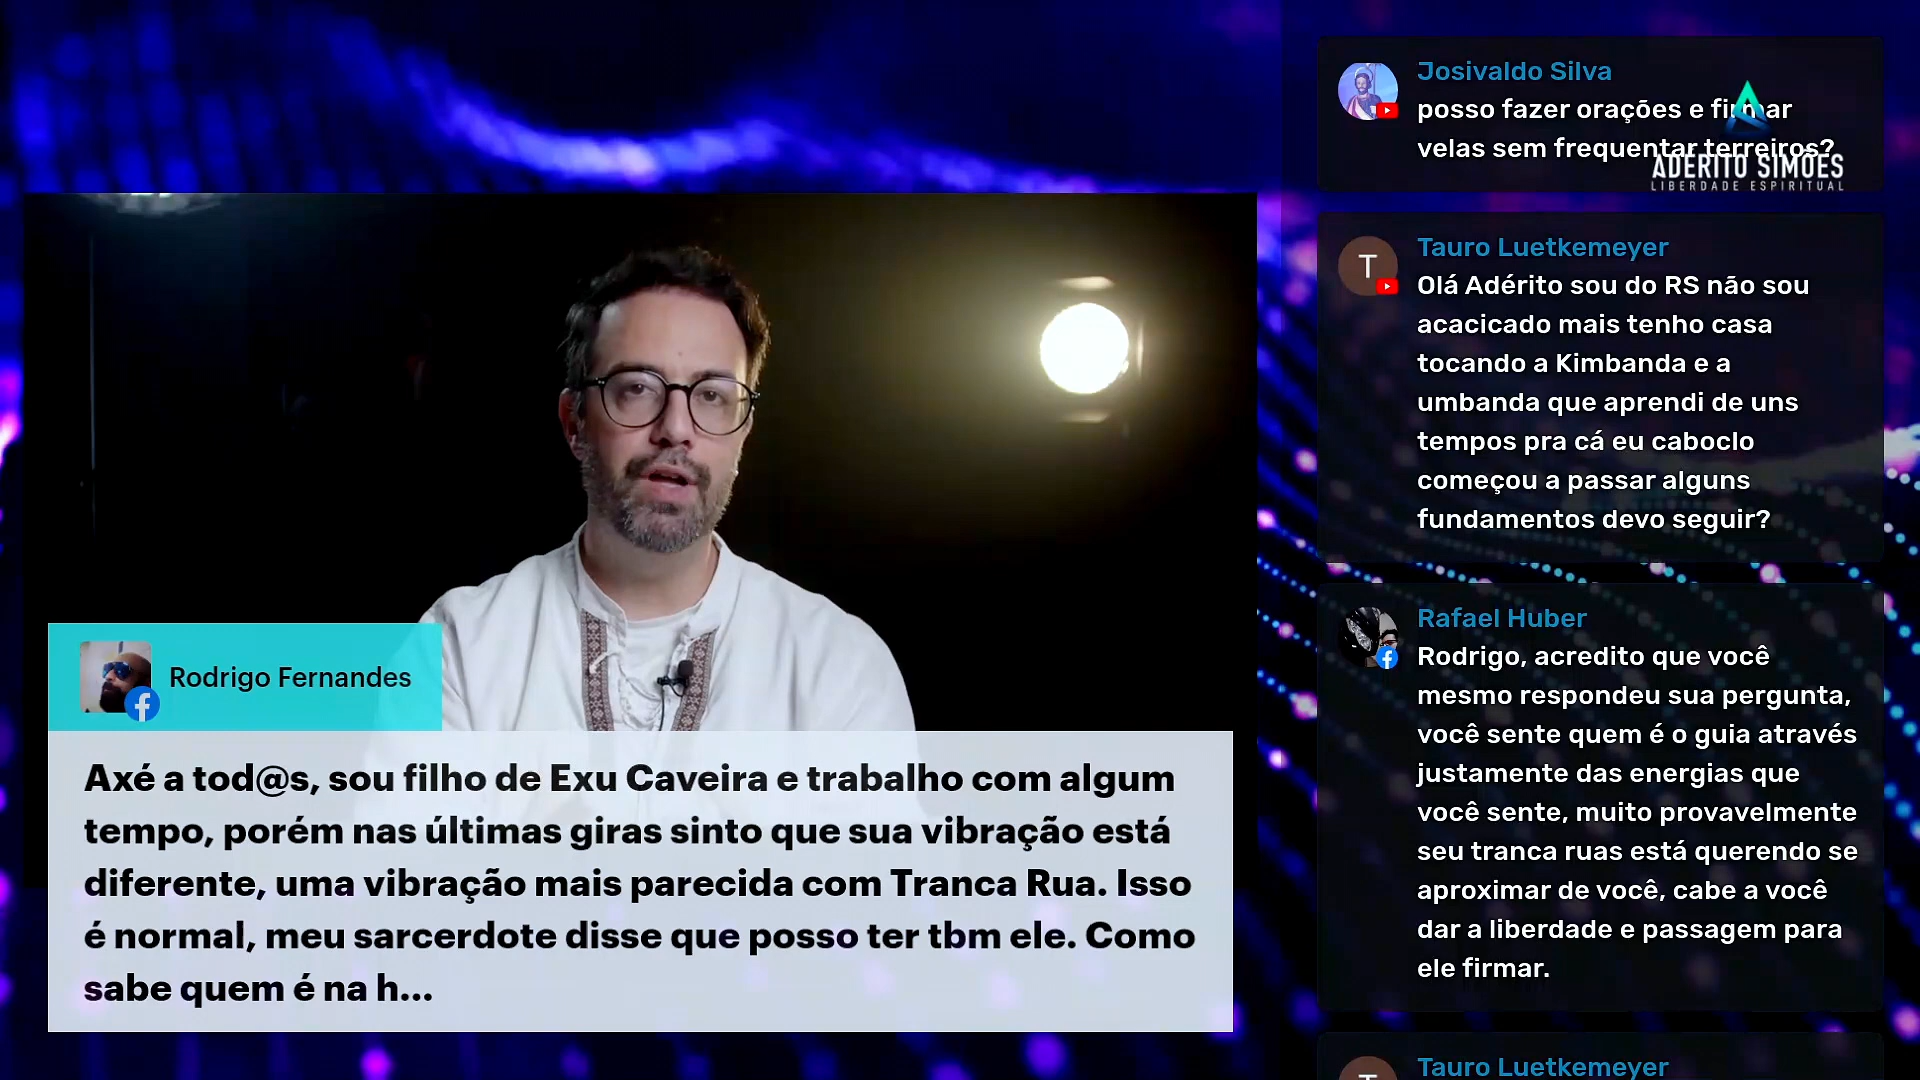 Rodrigo Fernandes
Axé a tod@s, sou filho de Exu Caveira e trabalho com algum
tempo, porém nas últimas giras sinto que sua vibração está
diferente, uma vibração mais parecida com Tranca Rua. Isso
é normal, meu sarcerdote disse que posso ter tbm ele. Como
sabe quem é na h...
Josivaldo Silva
posso fazer orações e firmar
velas sem frequentar terreiros?
ADÉRITO SIMÕES
LIBERDADE ESPIRITUAL
T
Tauro Luetkemeyer
Olá Adérito sou do RS não sou
acacicado mais tenho casa
tocando a Kimbanda e a
umbanda que aprendi de uns
tempos pra cá eu caboclo
começou a passar alguns
fundamentos devo seguir?
Rafael Huber
Rodrigo, acredito que você
mesmo respondeu sua pergunta,
você sente quem é o guia através
justamente das energias que
você sente, muito provavelmente
seu tranca ruas está querendo se
aproximar de você, cabe a você
dar a liberdade e passagem para
ele firmar.
Tauro Luetkemeyer